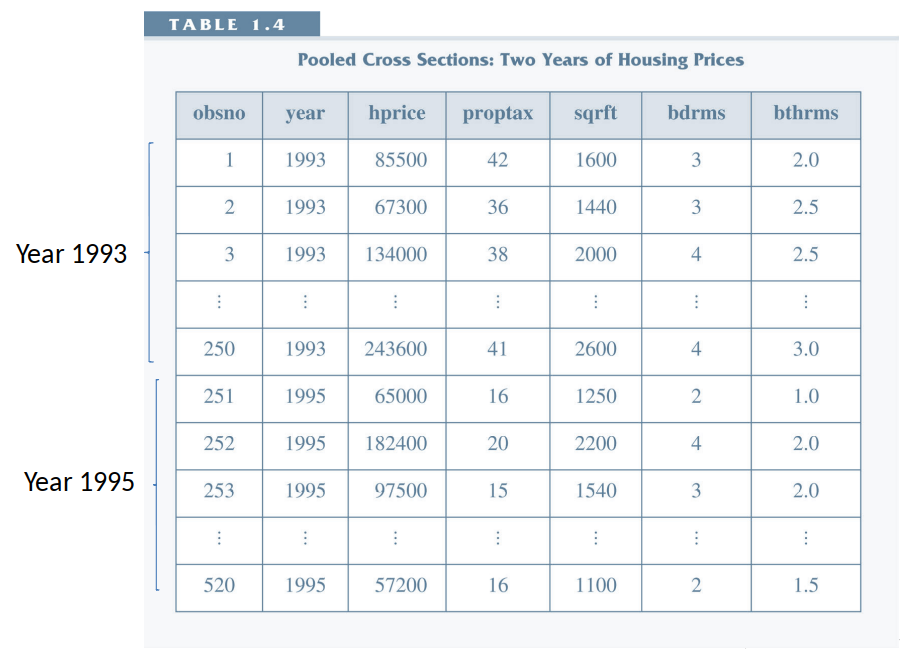 TABLE 1.4
Pooled Cross Sections: Two Years of Housing Prices
obsno year hprice proptax sqrft bdrms bthrms
1 1993 85500 42 1600 3 2.0
2 1993 67300 36 1440 3 2.5
Year 1993 3 1993 134000 38 2000 4 2.5
⋮ ⋮ ⋮ ⋮ ⋮ ⋮ ⋮
250 1993 243600 41 2600 4 3.0
251 1995 65000 16 1250 2 1.0
252 1995 182400 20 2200 4 2.0
Year 1995 253 1995 97500 15 1540 3 2.0
⋮ ⋮ ⋮ ⋮ ⋮ ⋮ ⋮
520 1995 57200 16 1100 2 1.5